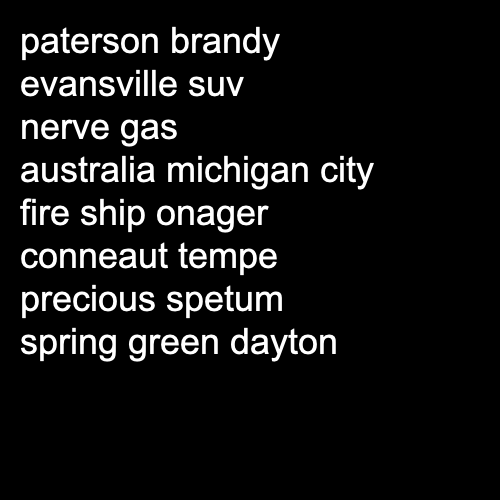 paterson brandy
evansville suv
nerve gas
australia michigan city
fire ship onager
conneaut tempe
precious spetum
spring green dayton